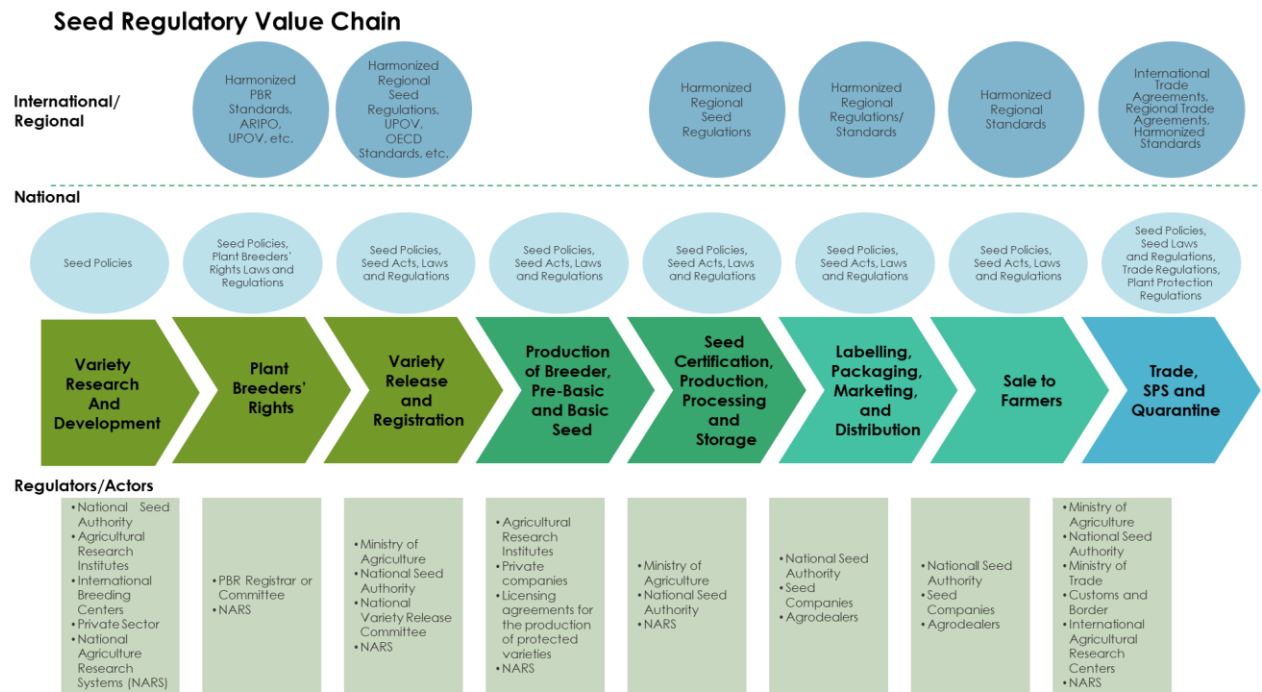 Seed Regulatory Value Chain
International/
Regional
Harmonized
PBR
Standards,
ARIPO,
UPOV, etc.
Harmonized
Regional
Seed
Regulations,
UPOV,
OECD
Standards, etc.
Harmonized
Regional
Seed
Regulations
Harmonized
Regional
Regulations/
Standards
Harmonized
Regional
Standards
International
Trade
Agreements,
Regional Trade
Agreements,
Harmonized
Standards
National
Seed Policies
Seed Policies,
Plant Breeders'
Rights Laws and
Regulations
Seed Policies,
Seed Acts, Laws
and Regulations
Seed Policies,
Seed Acts, Laws
and Regulations
Seed Policies,
Seed Acts, Laws
and Regulations
Seed Policies,
Seed Acts, Laws
and Regulations
Seed Policies,
Seed Acts, Laws
and Regulations
Seed Policies,
Seed Laws
and Regulations,
Trade Regulations,
Plant Protection
Regulations
Variety
Research
And
Development
Plant
Breeders'
Rights
Variety
Release
and
Registration
Production
of Breeder,
Pre-Basic
and Basic
Seed
Seed
Certification,
Production,
Processing
and
Storage
Labelling,
Packaging,
Marketing,
and
Distribution
Sale to
Farmers
Trade,
SPS and
Quarantine
Regulators/Actors
• National Seed
Authority
• Agricultural
Research
Institutes
• International
Breeding
Centers
• Private Sector
• National
Agriculture
Research
Systems (NARS)
• PBR Registrar or
Committee
• NARS
• Ministry of
Agriculture
• National Seed
Authority
• National
Variety Release
Committee
• NARS
• Agricultural
Research
Institutes
• Private
companies
• Licensing
agreements for
the production
of protected
varieties
• NARS
• Ministry of
Agriculture
• National Seed
Authority
• NARS
• National Seed
Authority
• Seed
Companies
• Agrodealers
• Nationall Seed
Authority
• Seed
Companies
• Agrodealers
• Ministry of
Agriculture
• National Seed
Authority
• Ministry of
Trade
• Customs and
Border
• International
Agricultural
Research
Centers
• NARS